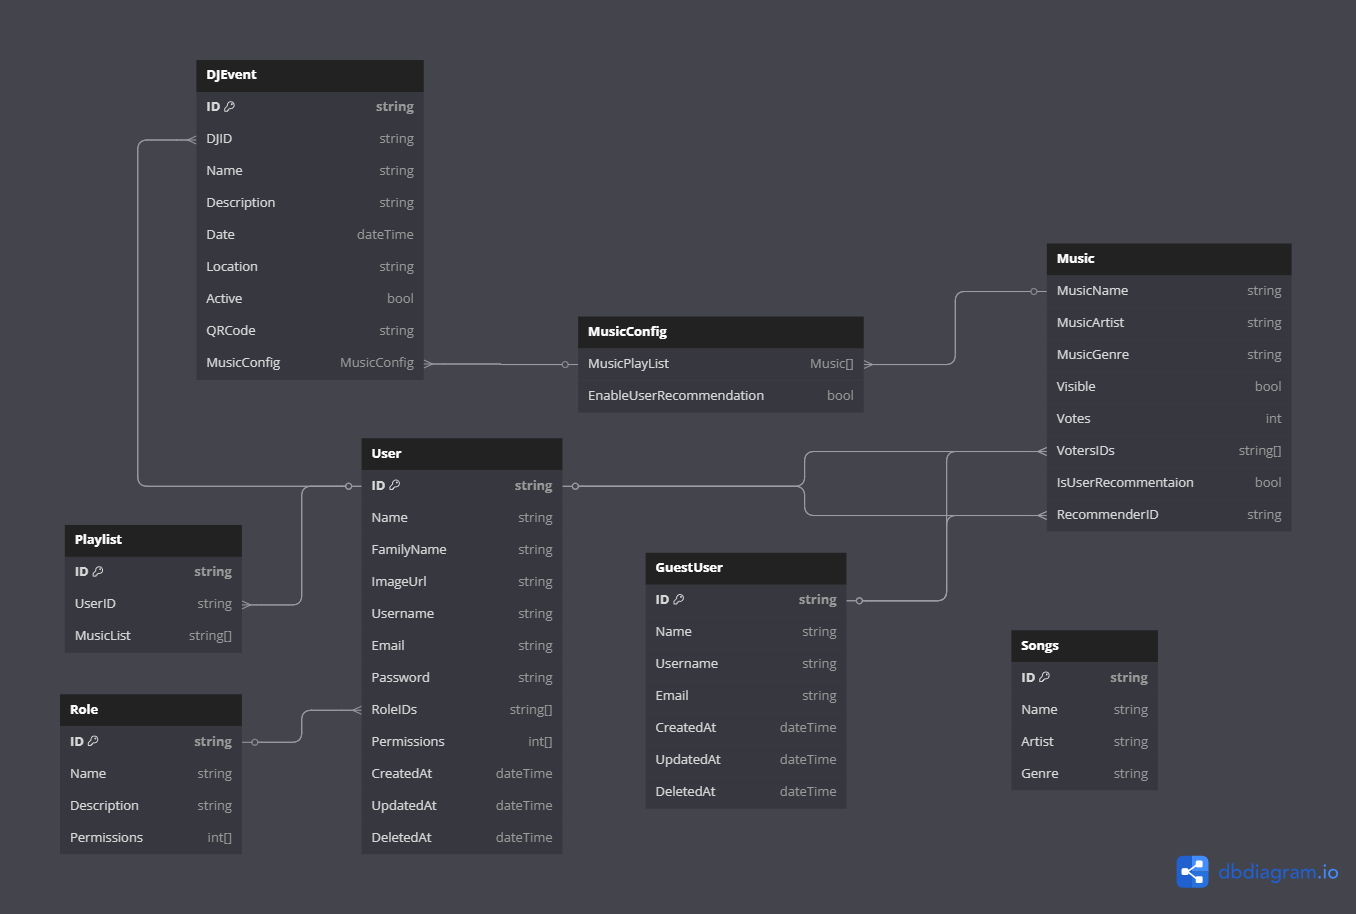 DJEvent
ID string
DJID string
Name string
Description string
Date dateTime
Location string
Active bool
QRCode string
MusicConfig MusicConfig
MusicConfig
MusicPlayList Music[]
EnableUserRecommendation bool
Music
MusicName string
MusicArtist string
MusicGenre string
Visible bool
Votes int
VotersIDs string[]
IsUserRecommentaion bool
RecommenderID string
User
ID string
Name string
FamilyName string
ImageUrl string
Username string
Email string
Password string
RoleIDs string[]
Permissions int[]
CreatedAt dateTime
UpdatedAt dateTime
DeletedAt dateTime
Playlist
ID string
UserID string
MusicList string[]
Role
ID string
Name string
Description string
Permissions int[]
GuestUser
ID string
Name string
Username string
Email string
CreatedAt dateTime
UpdatedAt dateTime
DeletedAt dateTime
Songs
ID string
Name string
Artist string
Genre string
dbdiagram.io